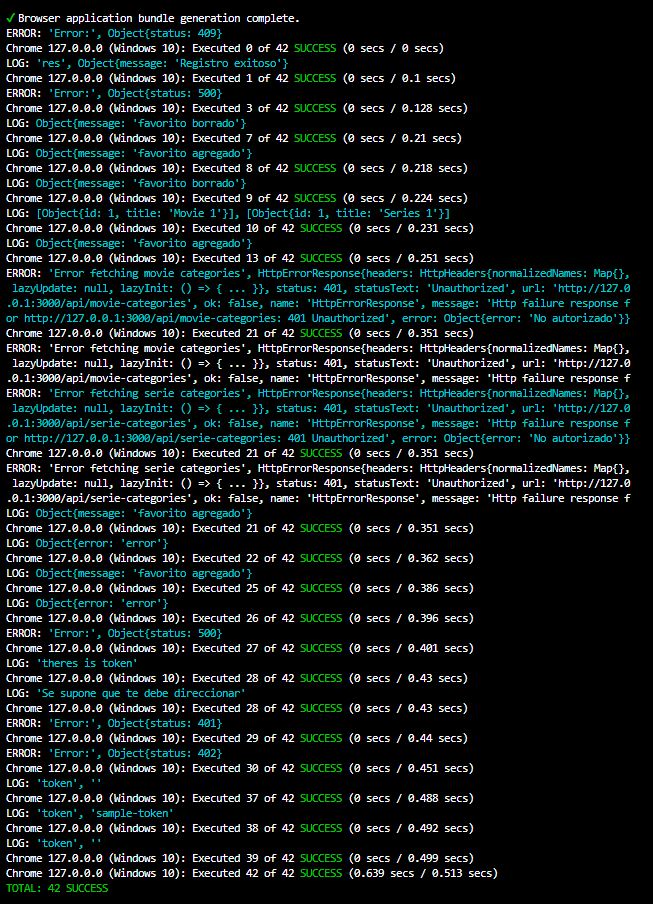 ✓ Browser application bundle generation complete.
ERROR: 'Error:', Object{status: 409}
Chrome 127.0.0.0 (Windows 10): Executed 0 of 42 SUCCESS (0 secs / 0 secs)
LOG: 'res', Object{message: 'Registro exitoso'}
Chrome 127.0.0.0 (Windows 10): Executed 1 of 42 SUCCESS (0 secs / 0.1 secs)
ERROR: 'Error:', Object{status: 500}
Chrome 127.0.0.0 (Windows 10): Executed 3 of 42 SUCCESS (0 secs / 0.128 secs)
LOG: Object{message: 'favorito borrado'}
Chrome 127.0.0.0 (Windows 10): Executed 7 of 42 SUCCESS (0 secs / 0.21 secs)
LOG: Object{message: 'favorito agregado'}
Chrome 127.0.0.0 (Windows 10): Executed 8 of 42 SUCCESS (0 secs / 0.218 secs)
LOG: Object{message: 'favorito borrado'}
Chrome 127.0.0.0 (Windows 10): Executed 9 of 42 SUCCESS (0 secs / 0.224 secs)
LOG: [Object{id: 1, title: 'Movie 1'}], [Object{id: 1, title: 'Series 1'}]
Chrome 127.0.0.0 (Windows 10): Executed 10 of 42 SUCCESS (0 secs / 0.231 secs)
LOG: Object{message: 'favorito agregado'}
Chrome 127.0.0.0 (Windows 10): Executed 13 of 42 SUCCESS (0 secs / 0.251 secs)
ERROR: 'Error fetching movie categories', HttpErrorResponse{headers: HttpHeaders{normalizedNames: Map{},
lazyUpdate: null, lazyInit: () => { ... }}, status: 401, statusText: 'Unauthorized', url: 'http://127.0
.0.1:3000/api/movie-categories', ok: false, name: 'HttpErrorResponse', message: 'Http failure response f
or http://127.0.0.1:3000/api/movie-categories: 401 Unauthorized', error: Object{error: 'No autorizado'}}
Chrome 127.0.0.0 (Windows 10): Executed 21 of 42 SUCCESS (0 secs / 0.351 secs)
ERROR: 'Error fetching movie categories', HttpErrorResponse{headers: HttpHeaders{normalizedNames: Map{},
lazyUpdate: null, lazyInit: () => { ... }}, status: 401, statusText: 'Unauthorized', url: 'http://127.0
.0.1:3000/api/movie-categories', ok: false, name: 'HttpErrorResponse', message: 'Http failure response f
ERROR: 'Error fetching serie categories', HttpErrorResponse{headers: HttpHeaders{normalizedNames: Map{},
lazyUpdate: null, lazyInit: () => { ... }}, status: 401, statusText: 'Unauthorized', url: 'http://127.0
.0.1:3000/api/serie-categories', ok: false, name: 'HttpErrorResponse', message: 'Http failure response f
or http://127.0.0.1:3000/api/serie-categories: 401 Unauthorized', error: Object{error: 'No autorizado'}}
Chrome 127.0.0.0 (Windows 10): Executed 21 of 42 SUCCESS (0 secs / 0.351 secs)
ERROR: 'Error fetching serie categories', HttpErrorResponse{headers: HttpHeaders{normalizedNames: Map{},
lazyUpdate: null, lazyInit: () => { ... }}, status: 401, statusText: 'Unauthorized', url: 'http://127.0
.0.1:3000/api/serie-categories', ok: false, name: 'HttpErrorResponse', message: 'Http failure response f
LOG: Object{message: 'favorito agregado'}
Chrome 127.0.0.0 (Windows 10): Executed 21 of 42 SUCCESS (0 secs / 0.351 secs)
LOG: Object{error: 'error'}
Chrome 127.0.0.0 (Windows 10): Executed 22 of 42 SUCCESS (0 secs / 0.362 secs)
LOG: Object{message: 'favorito agregado'}
Chrome 127.0.0.0 (Windows 10): Executed 25 of 42 SUCCESS (0 secs / 0.386 secs)
LOG: Object{error: 'error'}
Chrome 127.0.0.0 (Windows 10): Executed 26 of 42 SUCCESS (0 secs / 0.396 secs)
ERROR: 'Error:', Object{status: 500}
Chrome 127.0.0.0 (Windows 10): Executed 27 of 42 SUCCESS (0 secs / 0.401 secs)
LOG: 'theres is token'
Chrome 127.0.0.0 (Windows 10): Executed 28 of 42 SUCCESS (0 secs / 0.43 secs)
LOG: 'Se supone que te debe direccionar'
Chrome 127.0.0.0 (Windows 10): Executed 28 of 42 SUCCESS (0 secs / 0.43 secs)
ERROR: 'Error:', Object{status: 401}
Chrome 127.0.0.0 (Windows 10): Executed 29 of 42 SUCCESS (0 secs / 0.44 secs)
ERROR: 'Error:', Object{status: 402}
Chrome 127.0.0.0 (Windows 10): Executed 30 of 42 SUCCESS (0 secs / 0.451 secs)
LOG: 'token', ''
Chrome 127.0.0.0 (Windows 10): Executed 37 of 42 SUCCESS (0 secs / 0.488 secs)
LOG: 'token', 'sample-token'
Chrome 127.0.0.0 (Windows 10): Executed 38 of 42 SUCCESS (0 secs / 0.492 secs)
LOG: 'token', ''
Chrome 127.0.0.0 (Windows 10): Executed 39 of 42 SUCCESS (0 secs / 0.499 secs)
Chrome 127.0.0.0 (Windows 10): Executed 42 of 42 SUCCESS (0.639 secs / 0.513 secs)
TOTAL: 42 SUCCESS